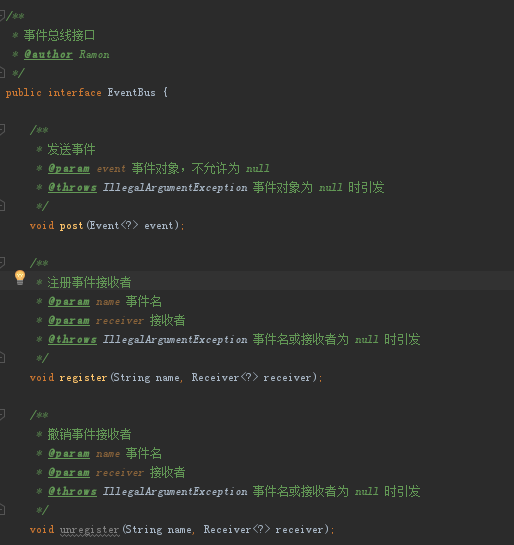 /**
 * 事件总线接口
 * @author Ramon
 */
public interface EventBus {
/**
 * 发送事件
 * @param event 事件对象，不允许为 null
 * @throws IllegalArgumentException 事件对象为 null 时引发
 */
void post(Event<?> event);
/**
 * 注册事件接收者
 * @param name 事件名
 * @param receiver 接收者
 * @throws IllegalArgumentException 事件名或接收者为 null 时引发
 */
void register(String name, Receiver<?> receiver);
/**
 * 撤销事件接收者
 * @param name 事件名
 * @param receiver 接收者
 * @throws IllegalArgumentException 事件名或接收者为 null 时引发
 */
void unregister(String name, Receiver<?> receiver);